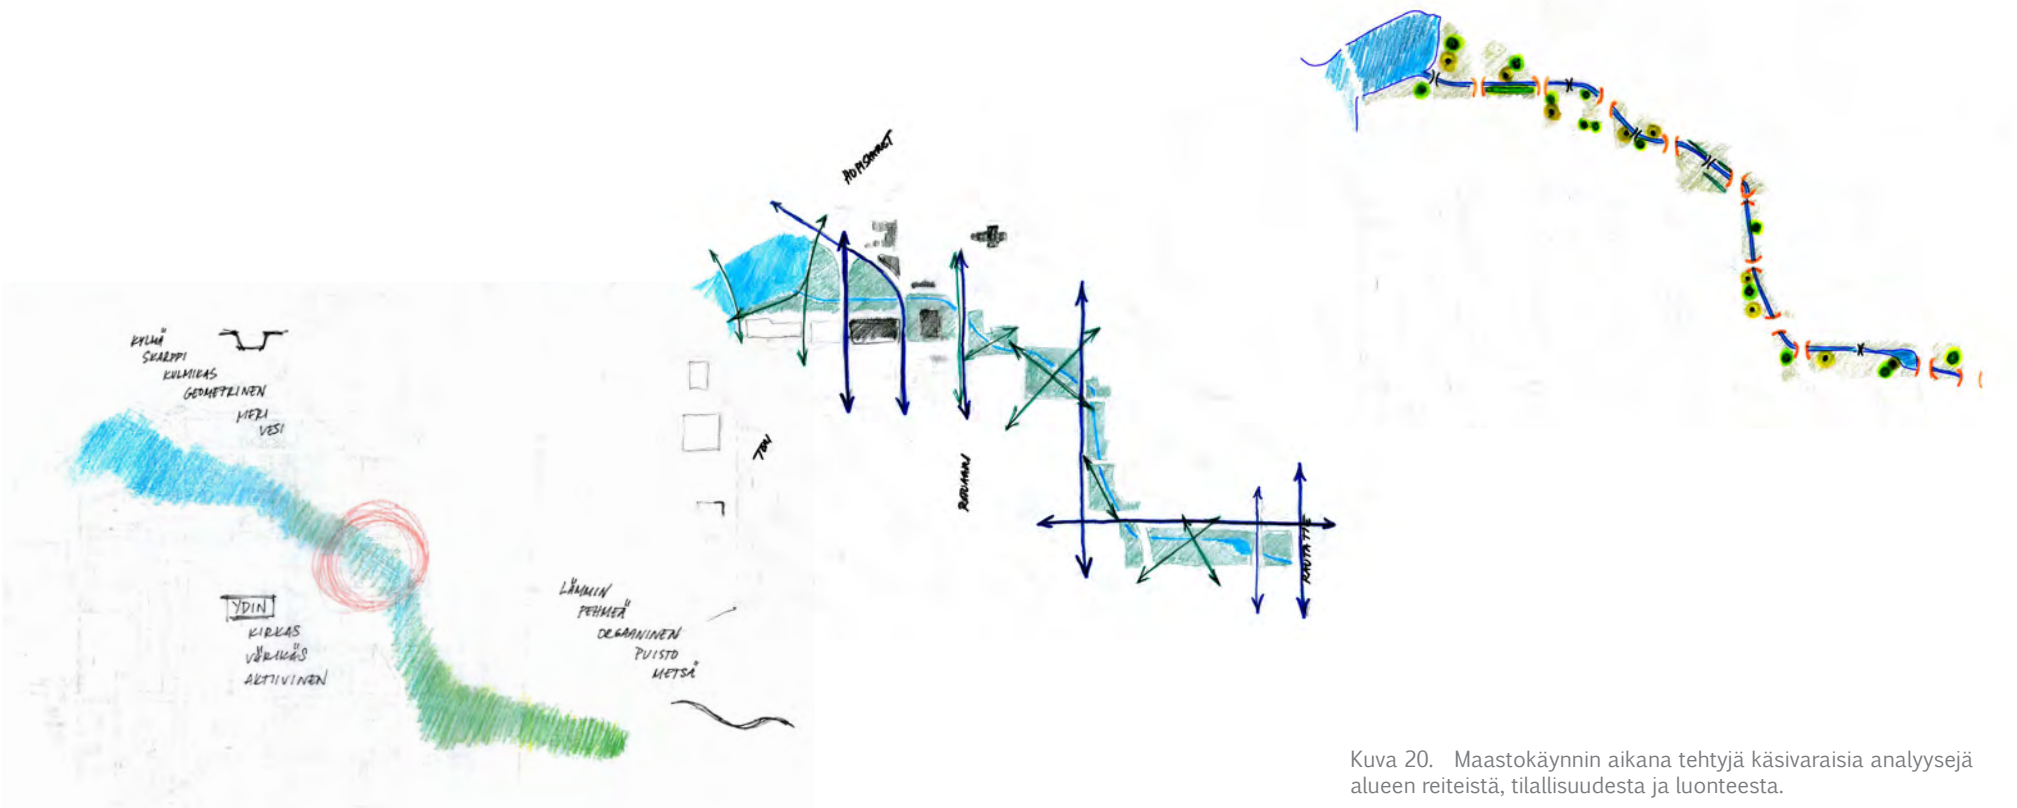 KYLMÄ
SKARPPI
KULMIKAS
GEOMETRINEN
MERI
VESI
YDIN
KIRKAS
VÄRIKÄS
AKTIIVINEN
LÄMMIN
PEHMEÄ
ORGAANINEN
PUISTO
METSÄ
RAUTATIE
Kuva 20. Maastokäynnin aikana tehtyjä käsivaraisia analyysejä
alueen reiteistä, tilallisuudesta ja luonteesta.